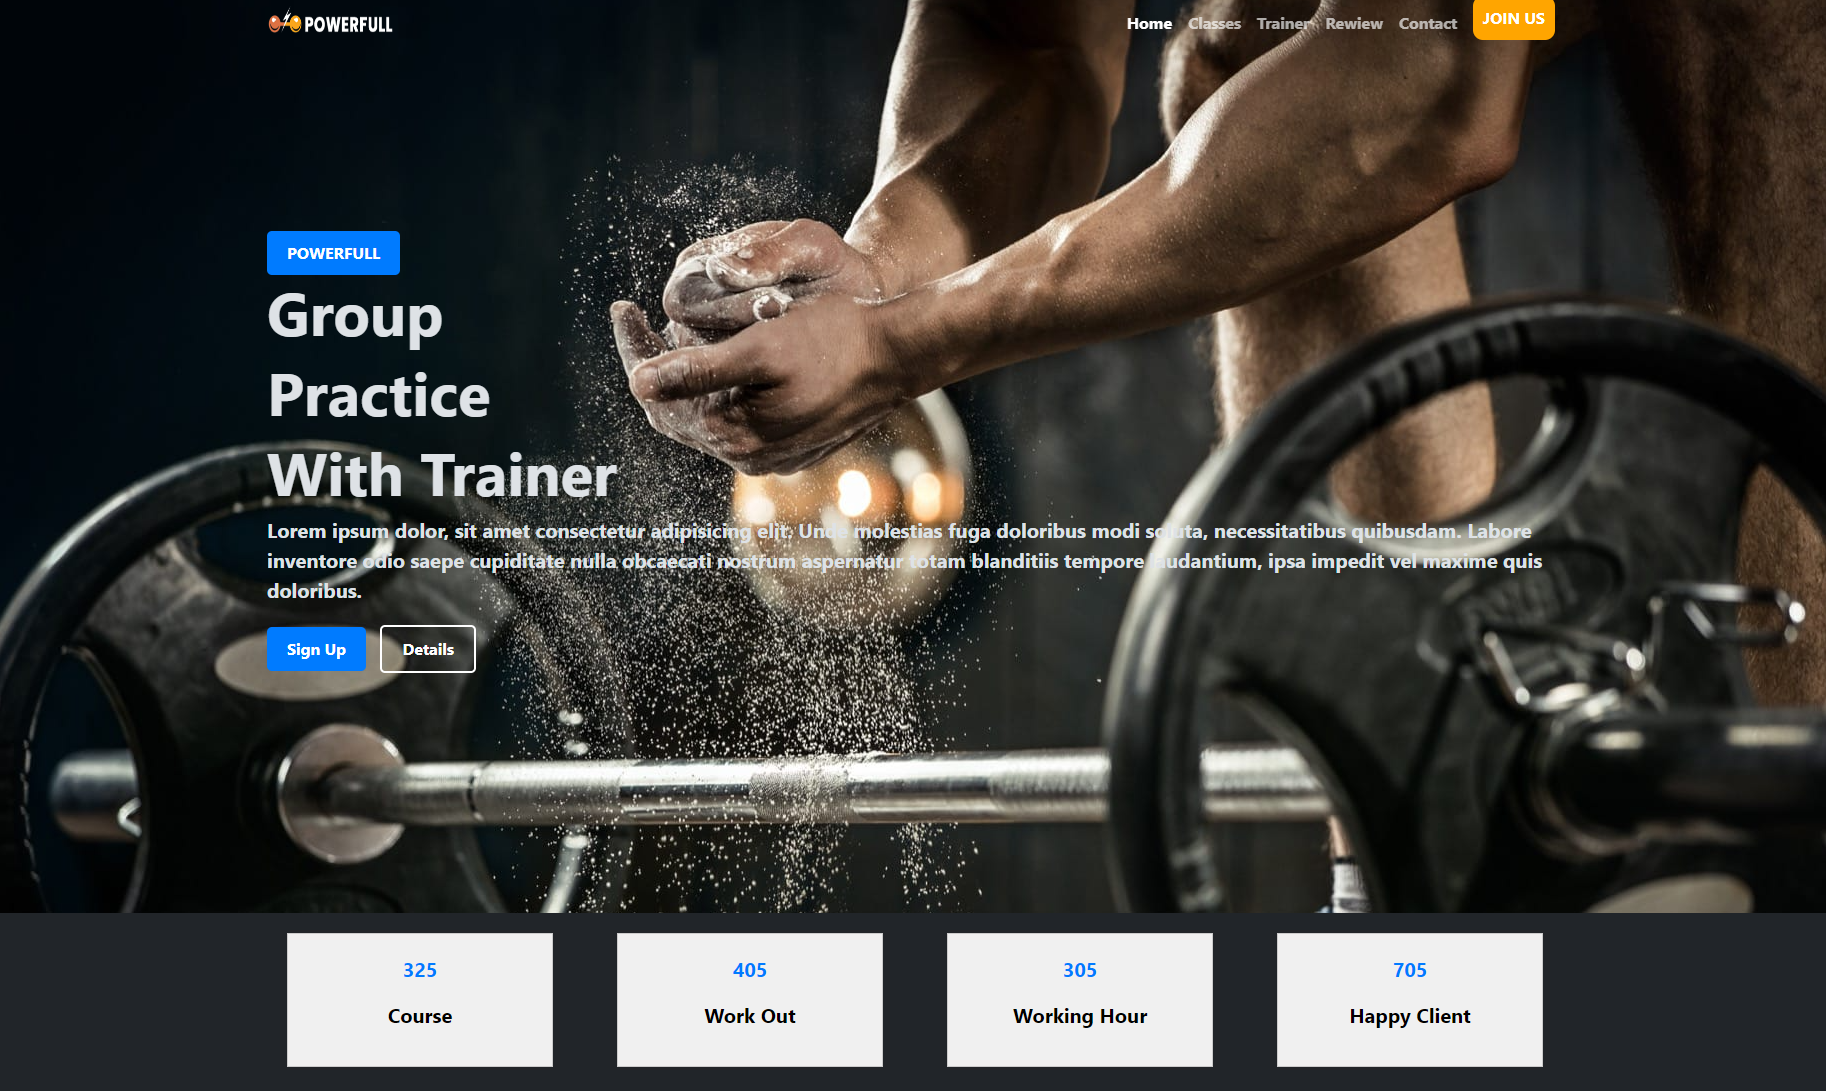 POWERFULL
Home Classes Trainer Rewiew Contact JOIN US
POWERFULL
Group
Practice
With Trainer
Lorem ipsum dolor, sit amet consectetur adipisicing elit. Unde molestias fuga doloribus modi soluta, necessitatibus quibusdam. Labore
inventore odio saepe cupiditate nulla obcaecati nostrum aspernatur totam blanditiis tempore laudantium, ipsa impedit vel maxime quis
doloribus.
Sign Up Details
325
Course
405
Work Out
305
Working Hour
705
Happy Client